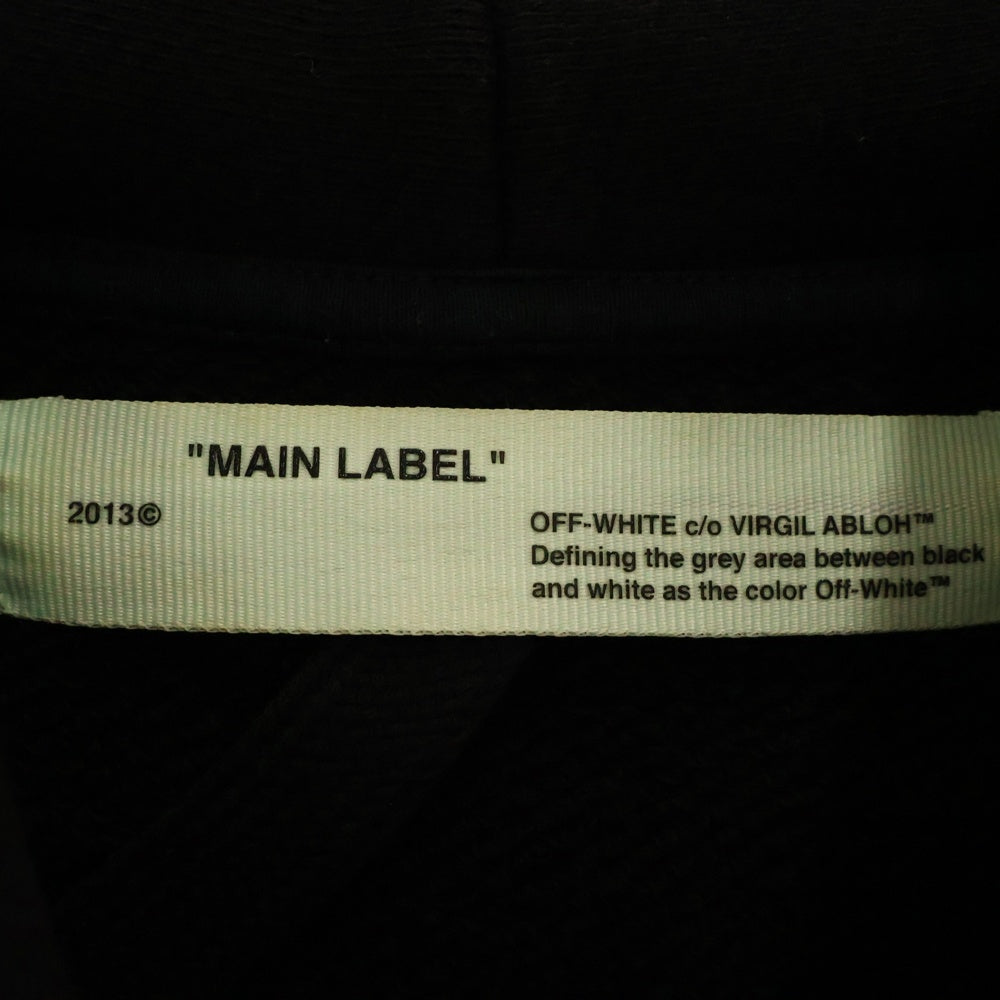 "MAIN LABEL"
2013©
OFF-WHITE c/o VIRGIL ABLOH™
Defining the grey area between black
and white as the color Off-White™